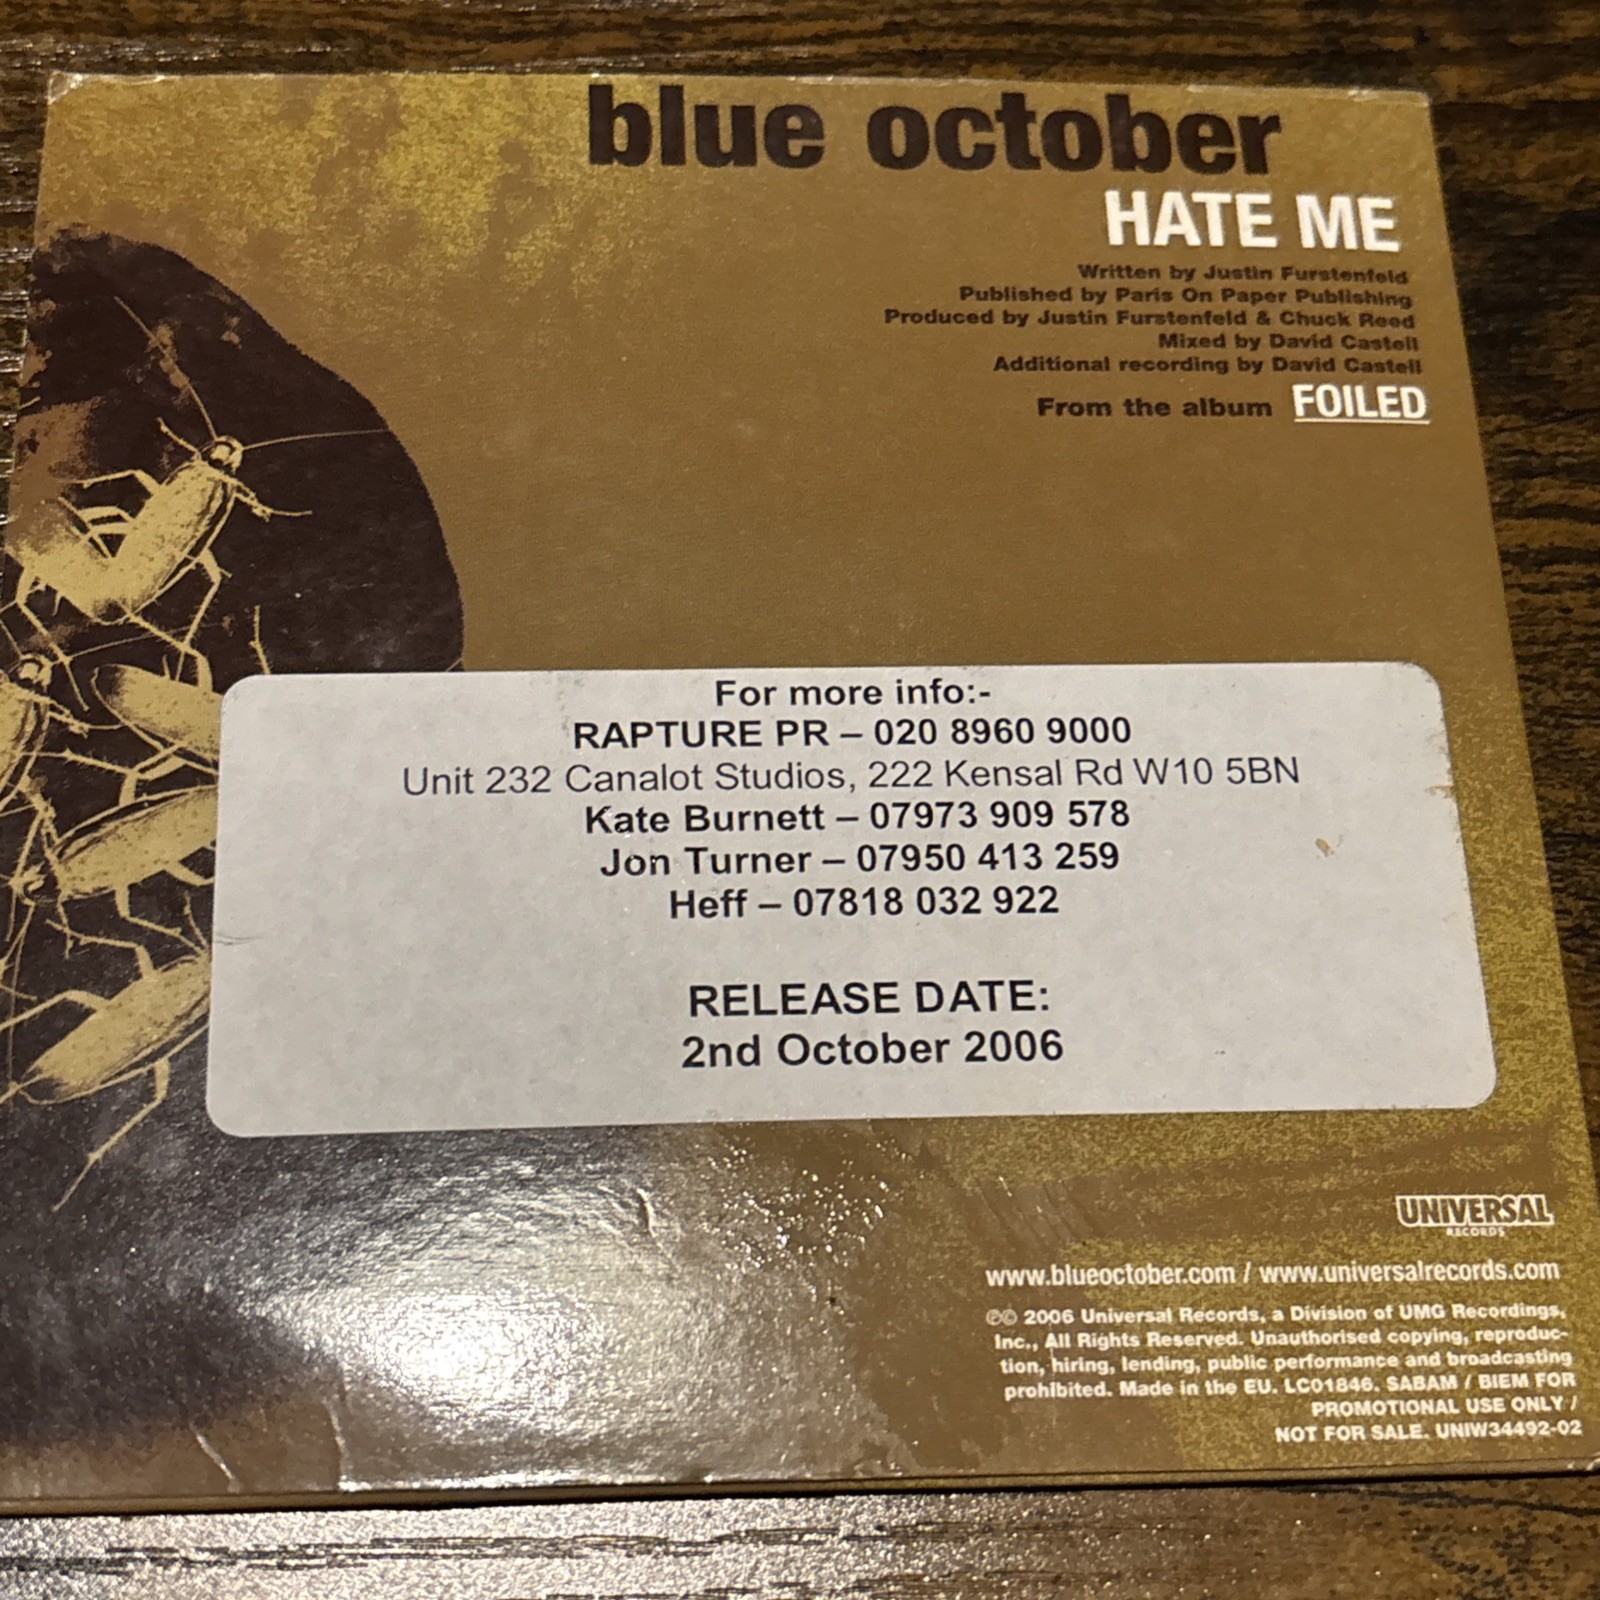 blue october
HATE ME
Written by Justin Furstenfeld
Published by Paris On Paper Publishing
Produced by Justin Furstenfeld & Chuck Reed
Mixed by David Castell
Additional recording by David Castell
From the album FOILED
For more info:-
RAPTURE PR – 020 8960 9000
Unit 232 Canalot Studios, 222 Kensal Rd W10 5BN
Kate Burnett – 07973 909 578
Jon Turner – 07950 413 259
Heff – 07818 032 922
RELEASE DATE:
2nd October 2006
UNIVERSAL
RECORDS
www.blueoctober.com / www.universalrecords.com
℗© 2006 Universal Records, a Division of UMG Recordings,
Inc., All Rights Reserved. Unauthorised copying, reproduc-
tion, hiring, lending, public performance and broadcasting
prohibited. Made in the EU. LC01846. SABAM / BIEM FOR
PROMOTIONAL USE ONLY /
NOT FOR SALE. UNIW34492-02